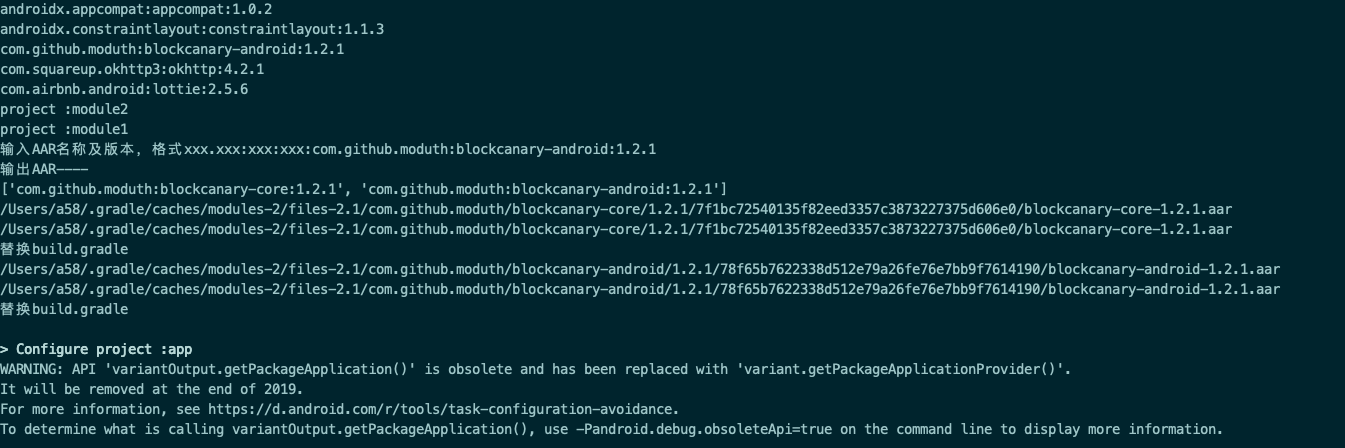 androidx.appcompat:appcompat:1.0.2
androidx.constraintlayout:constraintlayout:1.1.3
com.github.moduth:blockcanary-android:1.2.1
com.squareup.okhttp3:okhttp:4.2.1
com.airbnb.android:lottie:2.5.6
project :module2
project :module1
输入AAR名称及版本，格式xxx.xxx:xxx:xxx:com.github.moduth:blockcanary-android:1.2.1
输出AAR----
['com.github.moduth:blockcanary-core:1.2.1', 'com.github.moduth:blockcanary-android:1.2.1']
/Users/a58/.gradle/caches/modules-2/files-2.1/com.github.moduth/blockcanary-core/1.2.1/7f1bc72540135f82eed3357c3873227375d606e0/blockcanary-core-1.2.1.aar
/Users/a58/.gradle/caches/modules-2/files-2.1/com.github.moduth/blockcanary-core/1.2.1/7f1bc72540135f82eed3357c3873227375d606e0/blockcanary-core-1.2.1.aar
替换build.gradle
/Users/a58/.gradle/caches/modules-2/files-2.1/com.github.moduth/blockcanary-android/1.2.1/78f65b7622338d512e79a26fe76e7bb9f7614190/blockcanary-android-1.2.1.aar
/Users/a58/.gradle/caches/modules-2/files-2.1/com.github.moduth/blockcanary-android/1.2.1/78f65b7622338d512e79a26fe76e7bb9f7614190/blockcanary-android-1.2.1.aar
替换build.gradle
> Configure project :app
WARNING: API 'variantOutput.getPackageApplication()' is obsolete and has been replaced with 'variant.getPackageApplicationProvider()'.
It will be removed at the end of 2019.
For more information, see https://d.android.com/r/tools/task-configuration-avoidance.
To determine what is calling variantOutput.getPackageApplication(), use -Pandroid.debug.obsoleteApi=true on the command line to display more information.